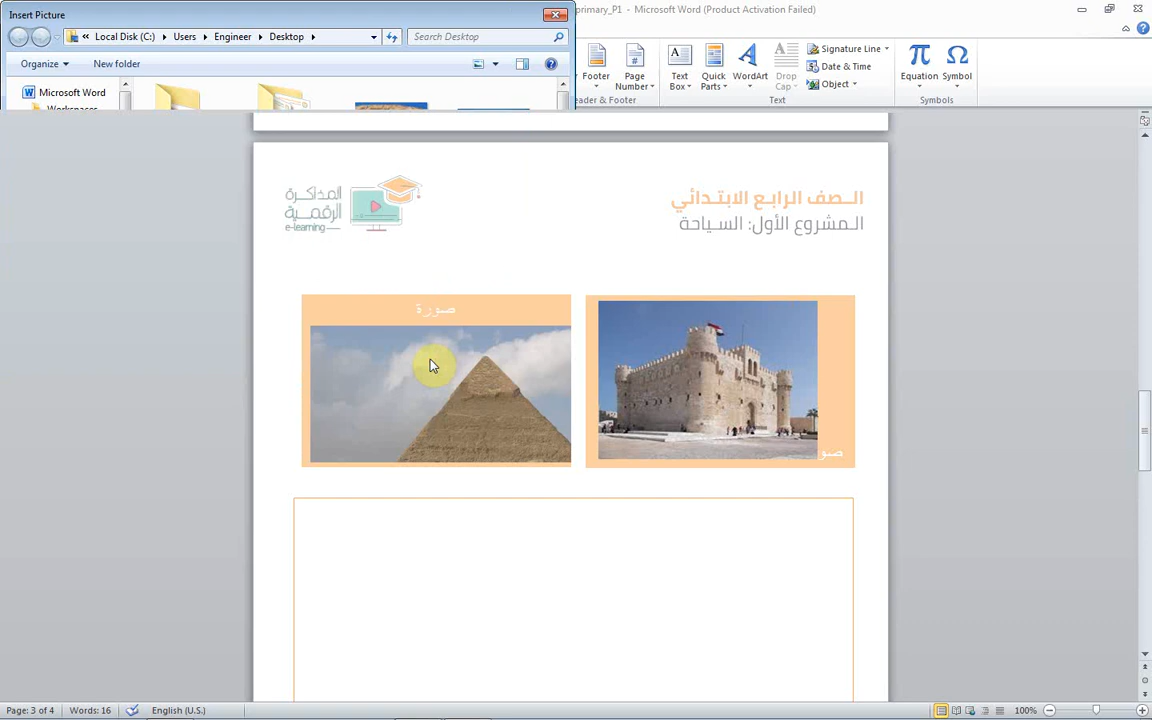 Insert Picture
primary_P1 - Microsoft Word (Product Activation Failed)
« Local Disk (C:) Users Engineer Desktop
Search Desktop
Organize
New folder
Microsoft Word
Footer
Page Number
Header & Footer
Text Box
Quick Parts
WordArt
Drop Cap
Signature Line
Date & Time
Object
Text
Equation
Symbol
Symbols
المذاكرة
الرقمية
e-learning
الـصف الرابـع الابتـدائي
الـمشروع الأول: السـياحة
صورة
صو
Page: 3 of 4
Words: 16
English (U.S.)
100%